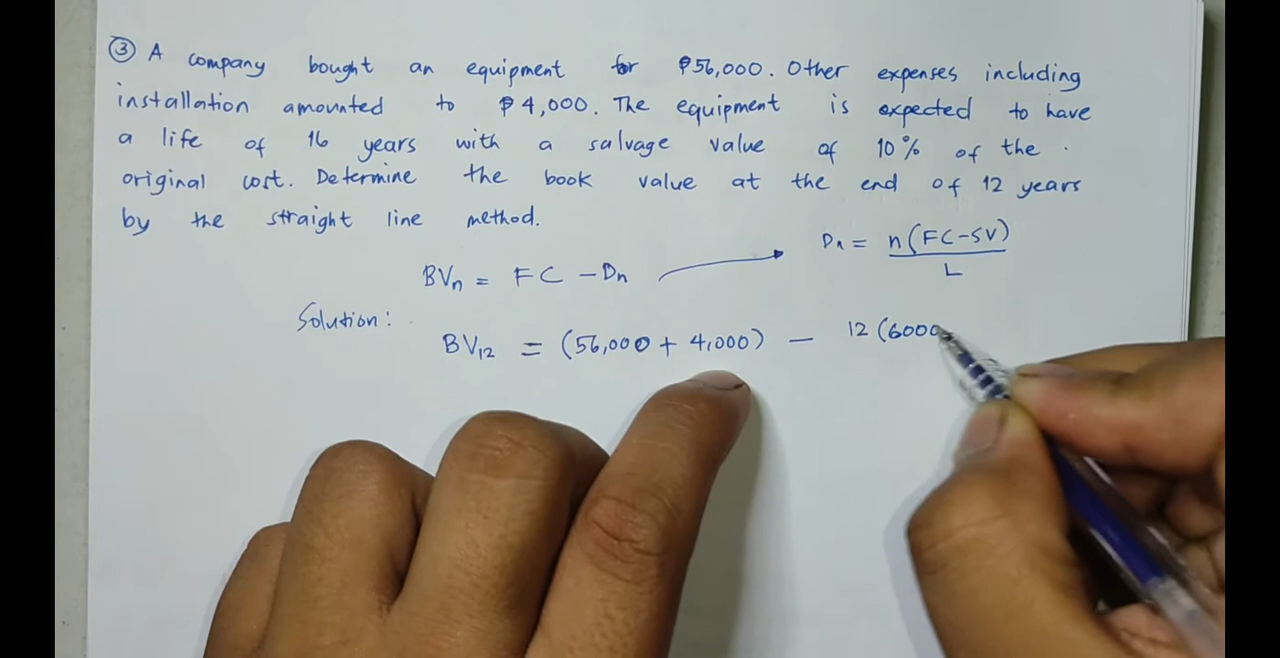 ③ A company bought an equipment for ₱56,000. Other expenses including
installation amounted to ₱4,000. The equipment is expected to have
a life of 16 years with a salvage value of 10% of the
original cost. Determine the book value at the end of 12 years
by the straight line method.
BVn = FC - Dn
Dn = n(FC-SV)
L
Solution:
BV12 = (56,000 + 4,000) - 12 (6000